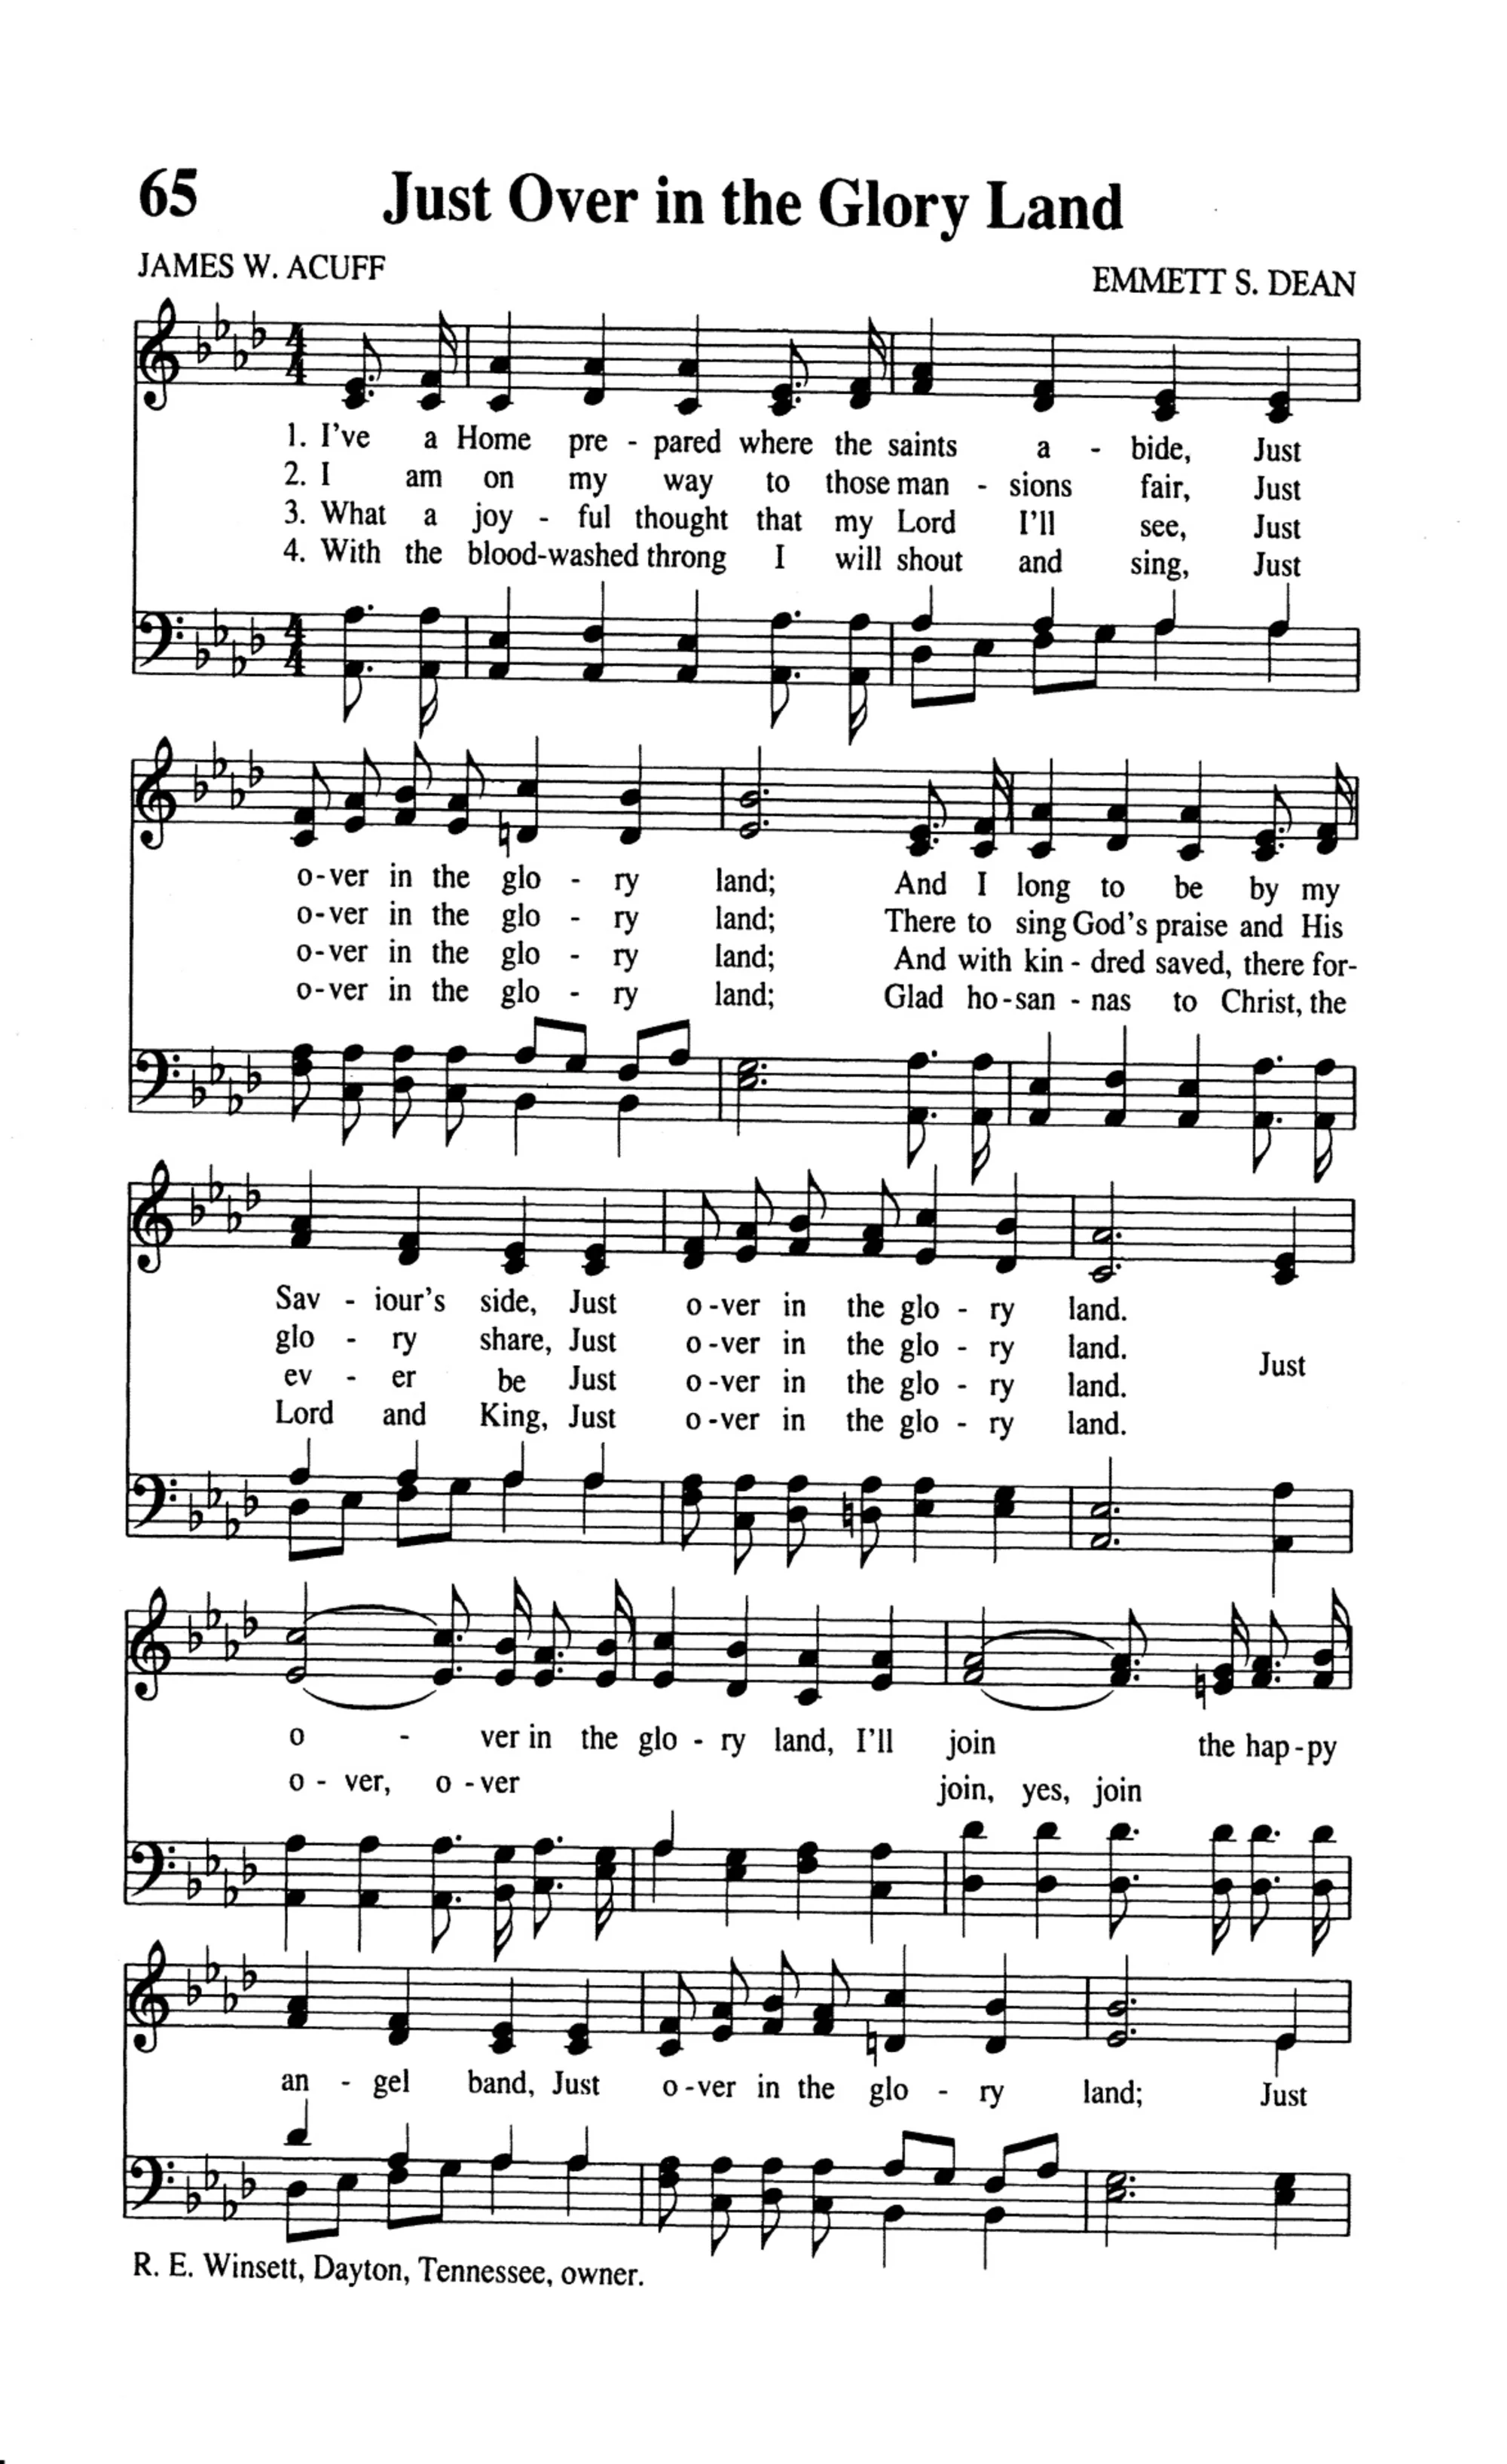 65 Just Over in the Glory Land
JAMES W. ACUFF EMMETT S. DEAN
4 4
1. I've a Home pre - pared where the saints a - bide, Just
2. I am on my way to those man - sions fair, Just
3. What a joy - ful thought that my Lord I'll see, Just
4. With the blood-washed throng I will shout and sing, Just
4 4
o-ver in the glo - ry land; And I long to be by my
o-ver in the glo - ry land; There to sing God's praise and His
o-ver in the glo - ry land; And with kin - dred saved, there for-
o-ver in the glo - ry land; Glad ho-san - nas to Christ, the
Sav - iour's side, Just o-ver in the glo - ry land.
glo - ry share, Just o-ver in the glo - ry land.
ev - er be Just o-ver in the glo - ry land. Just
Lord and King, Just o-ver in the glo - ry land.
o - ver in the glo - ry land, I'll join the hap-py
o - ver, o - ver join, yes, join
an - gel band, Just o-ver in the glo - ry land; Just
R. E. Winsett, Dayton, Tennessee, owner.